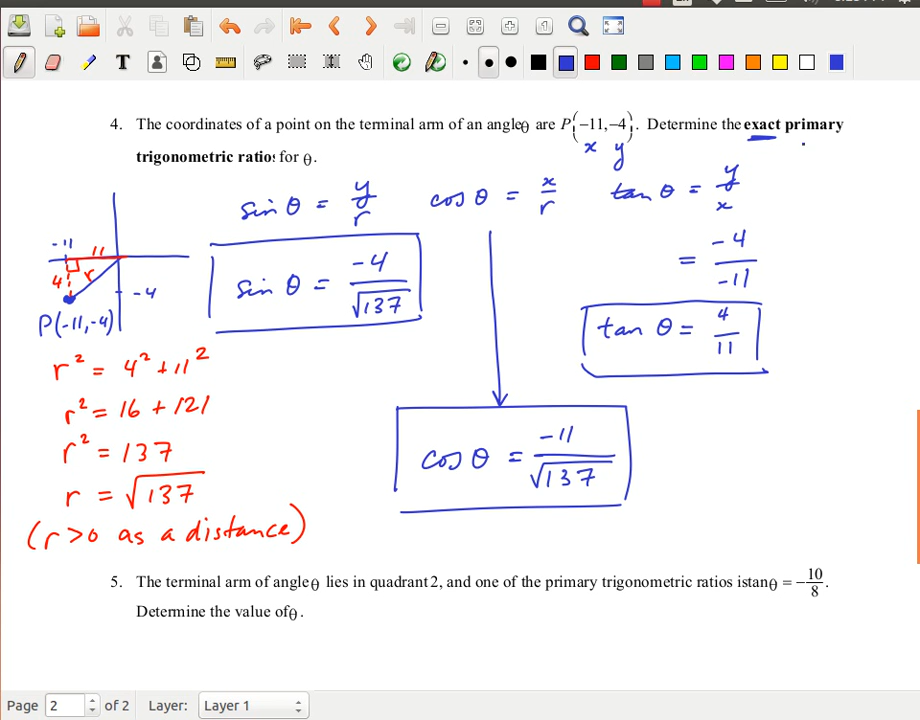 4. The coordinates of a point on the terminal arm of an angle θ are P(−11,−4). Determine the exact primary
x y
trigonometric ratios for θ.
sin θ = y/r
cos θ = x/r
tan θ = y/x
= -4/-11
tan θ = 4/11
sin θ = -4/√137
cos θ = -11/√137
-11
11
4
r
-4
P(-11,-4)
r² = 4² + 11²
r² = 16 + 121
r² = 137
r = √137
(r>0 as a distance)
5. The terminal arm of angle θ lies in quadrant 2, and one of the primary trigonometric ratios is tan θ = −10/8.
Determine the value of θ.
Page 2 of 2 Layer: Layer 1